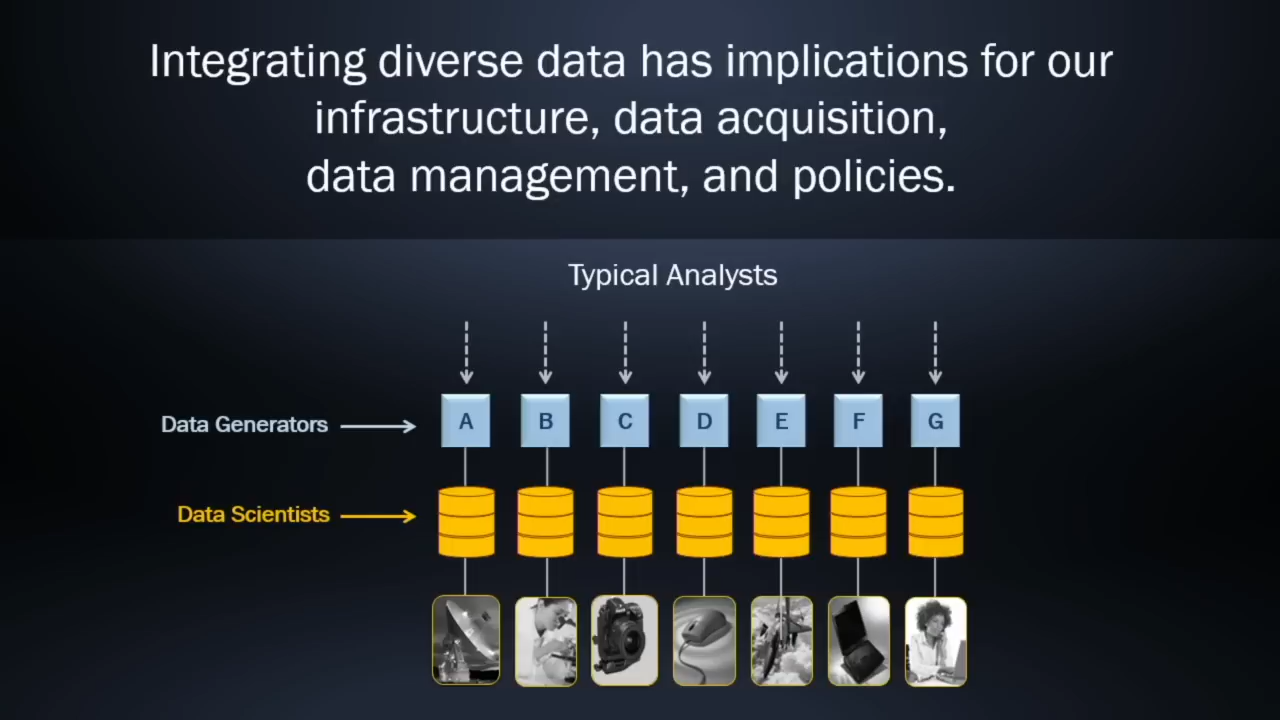 Integrating diverse data has implications for our
infrastructure, data acquisition,
data management, and policies.
Typical Analysts
Data Generators
A B C D E F G
Data Scientists